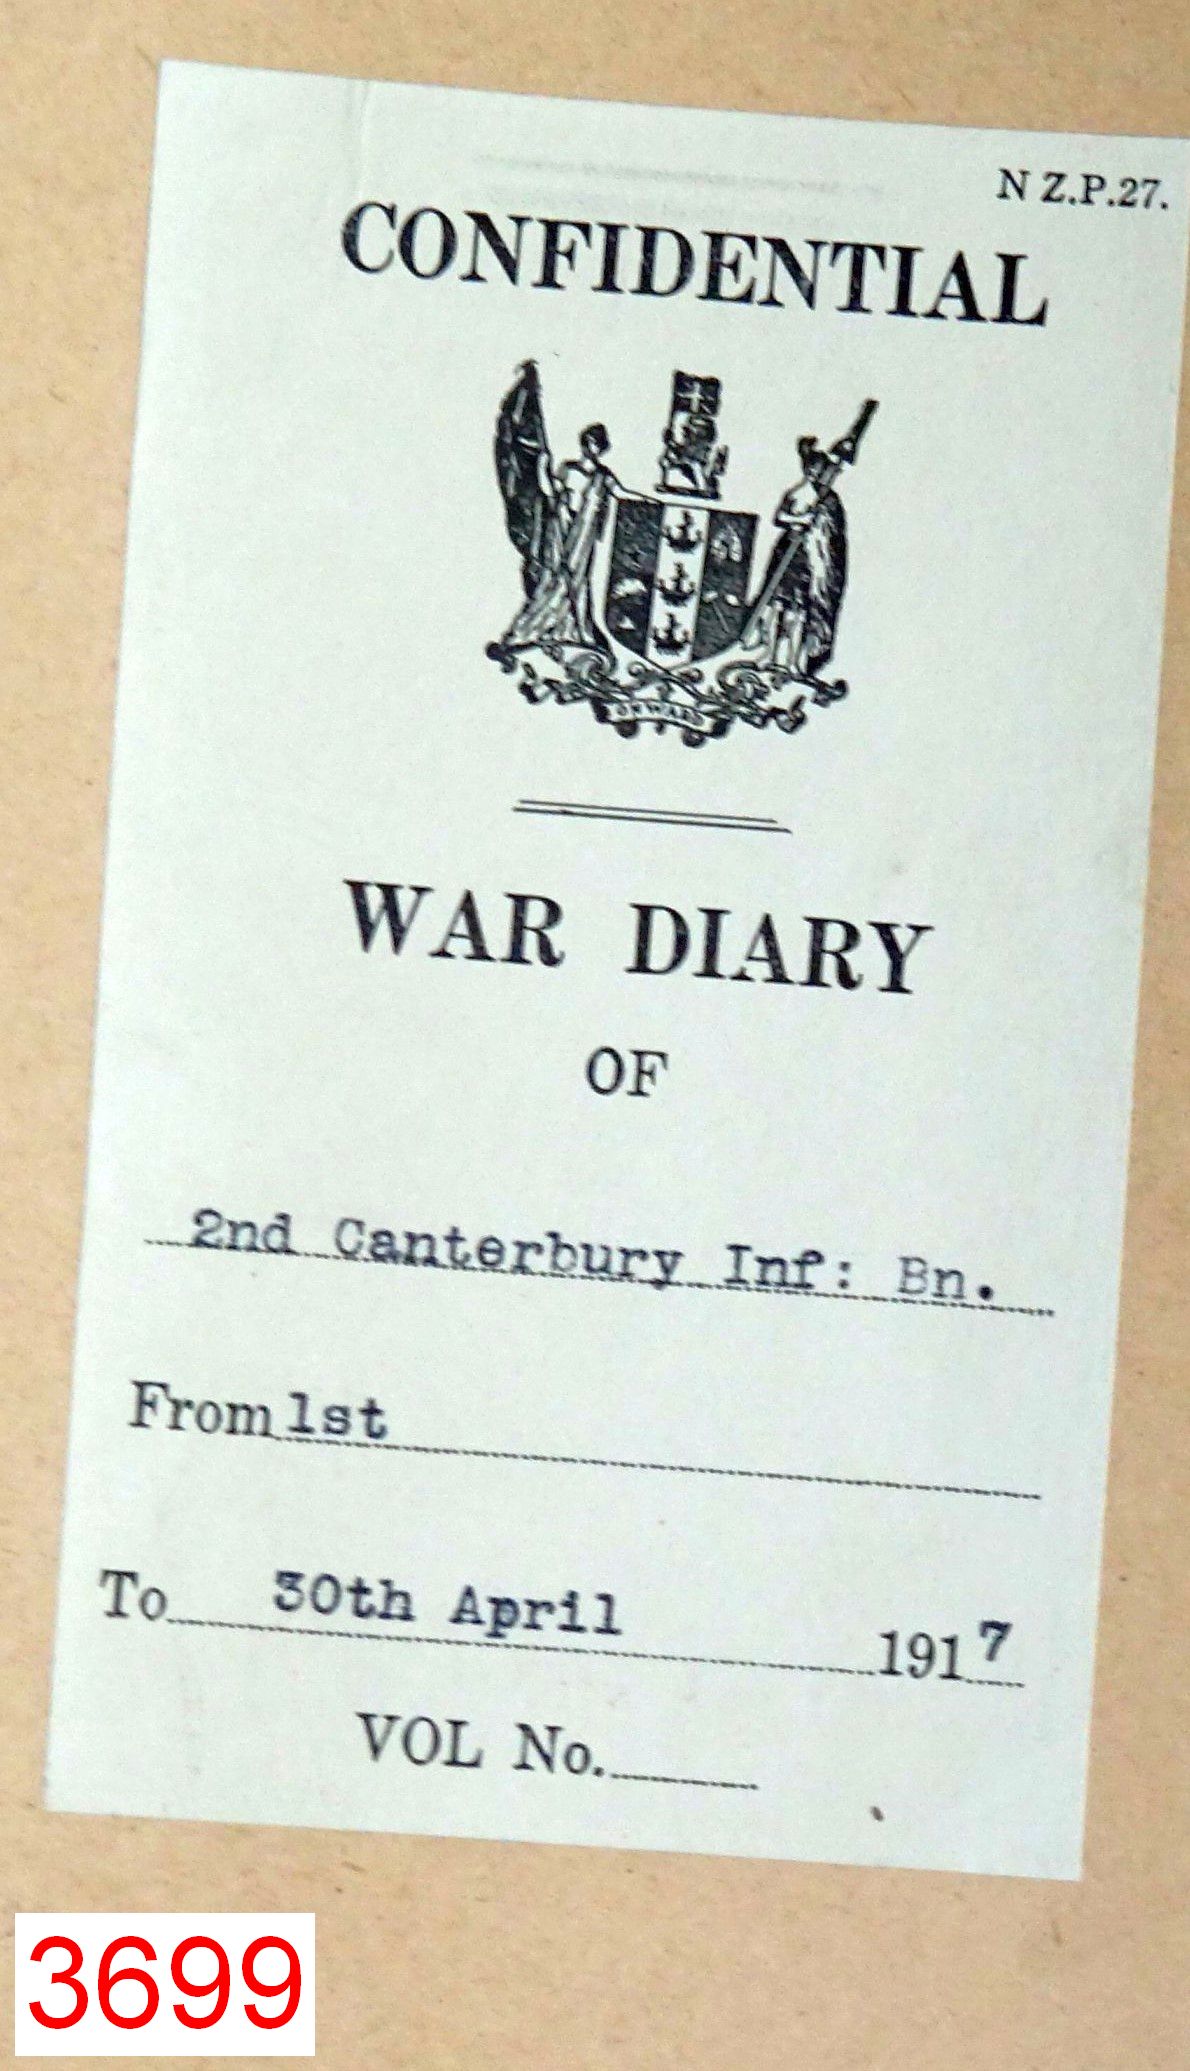 N Z.P.27.
CONFIDENTIAL
ONWARD
WAR DIARY
OF
2nd Canterbury Inf: Bn.
From 1st
To 30th April 1917
VOL No.
3699